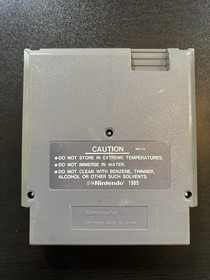 CAUTION
● DO NOT STORE IN EXTREME TEMPERATURES.
● DO NOT IMMERSE IN WATER.
● DO NOT CLEAN WITH BENZENE, THINNER,
ALCOHOL OR OTHER SUCH SOLVENTS.
©®Nintendo 1985